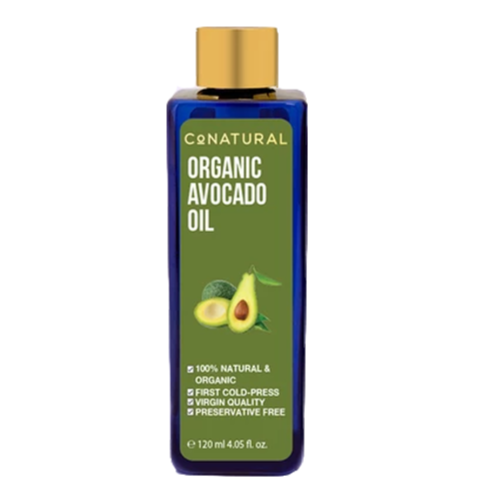 CoNATURAL
ORGANIC
AVOCADO
OIL
100% NATURAL &
ORGANIC
FIRST COLD-PRESS
VIRGIN QUALITY
PRESERVATIVE FREE
℮ 120 ml 4.05 fl. oz.